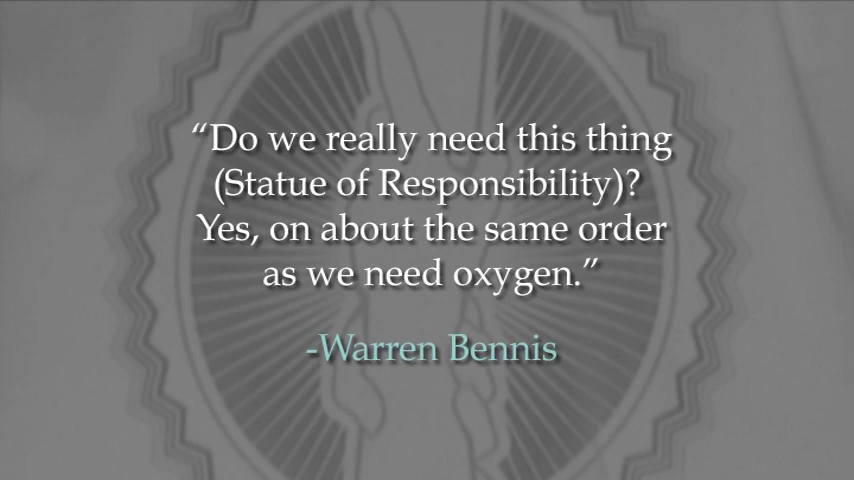 “Do we really need this thing
(Statue of Responsibility)?
Yes, on about the same order
as we need oxygen.”
-Warren Bennis